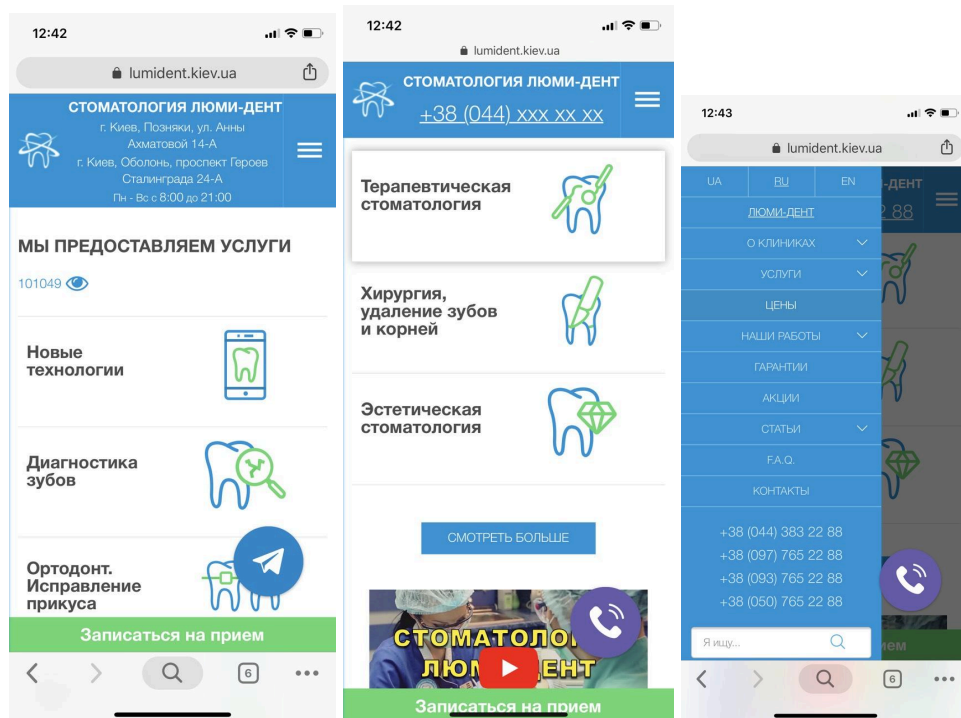 12:42
lumident.kiev.ua
СТОМАТОЛОГИЯ ЛЮМИ-ДЕНТ
г. Киев, Позняки, ул. Анны
Ахматовой 14-А
г. Киев, Оболонь, проспект Героев
Сталинграда 24-А
Пн - Вс с 8:00 до 21:00
МЫ ПРЕДОСТАВЛЯЕМ УСЛУГИ
101049
Новые
технологии
Диагностика
зубов
Ортодонт.
Исправление
прикуса
Записаться на прием
6
12:42
lumident.kiev.ua
СТОМАТОЛОГИЯ ЛЮМИ-ДЕНТ
+38 (044) xxx xx xx
Терапевтическая
стоматология
Хирургия,
удаление зубов
и корней
Эстетическая
стоматология
СМОТРЕТЬ БОЛЬШЕ
СТОМАТОЛО
ЛЮМ ДЕНТ
Записаться на прием
12:43
lumident.kiev.ua
UA RU EN
-ДЕНТ
2 88
ЛЮМИ-ДЕНТ
О КЛИНИКАХ
УСЛУГИ
ЦЕНЫ
НАШИ РАБОТЫ
ГАРАНТИИ
АКЦИИ
СТАТЬИ
F.A.Q.
КОНТАКТЫ
+38 (044) 383 22 88
+38 (097) 765 22 88
+38 (093) 765 22 88
+38 (050) 765 22 88
Я ищу...
ием
6